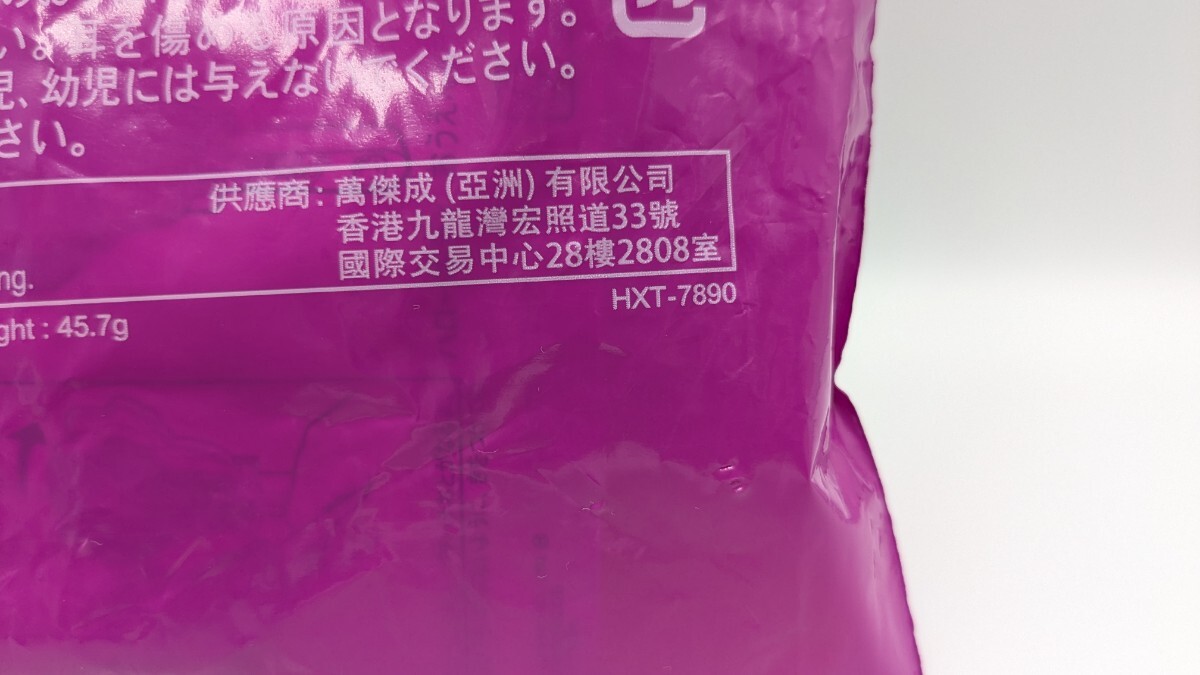 い。耳を傷める原因となります。
児、幼児には与えないでください。
さい。
供應商: 萬傑成 (亞洲) 有限公司
香港九龍灣宏照道33號
國際交易中心28樓2808室
ng.
HXT-7890
ght : 45.7g